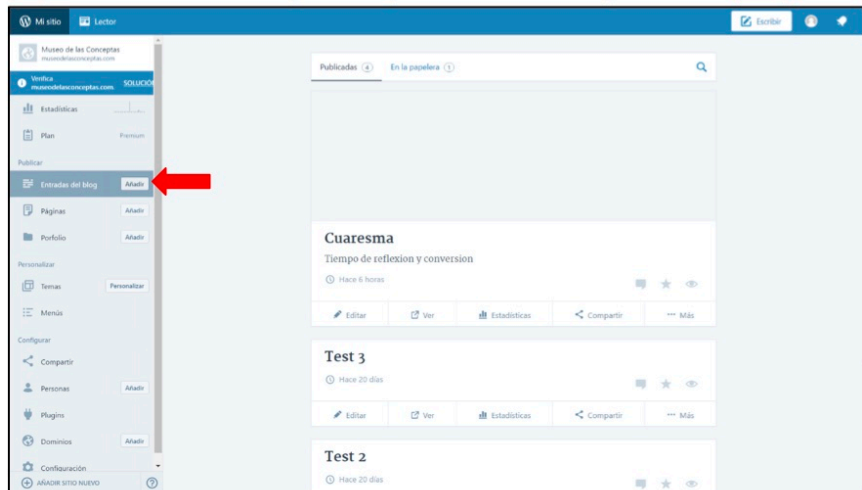 Mi sitio
Lector
Escribir
Museo de las Conceptas
museodelasconceptas.com
Verifica
museodelasconceptas.com.
SOLUCIÓ
Estadísticas
Plan
Premium
Publicar
Entradas del blog
Añadir
Páginas
Añadir
Porfolio
Añadir
Personalizar
Temas
Personalizar
Menús
Configurar
Compartir
Personas
Añadir
Plugins
Dominios
Añadir
Configuración
AÑADIR SITIO NUEVO
Publicadas 4
En la papelera 1
Cuaresma
Tiempo de reflexion y conversion
Hace 6 horas
Editar Ver Estadísticas Compartir Más
Test 3
Hace 20 días
Editar Ver Estadísticas Compartir Más
Test 2
Hace 20 días